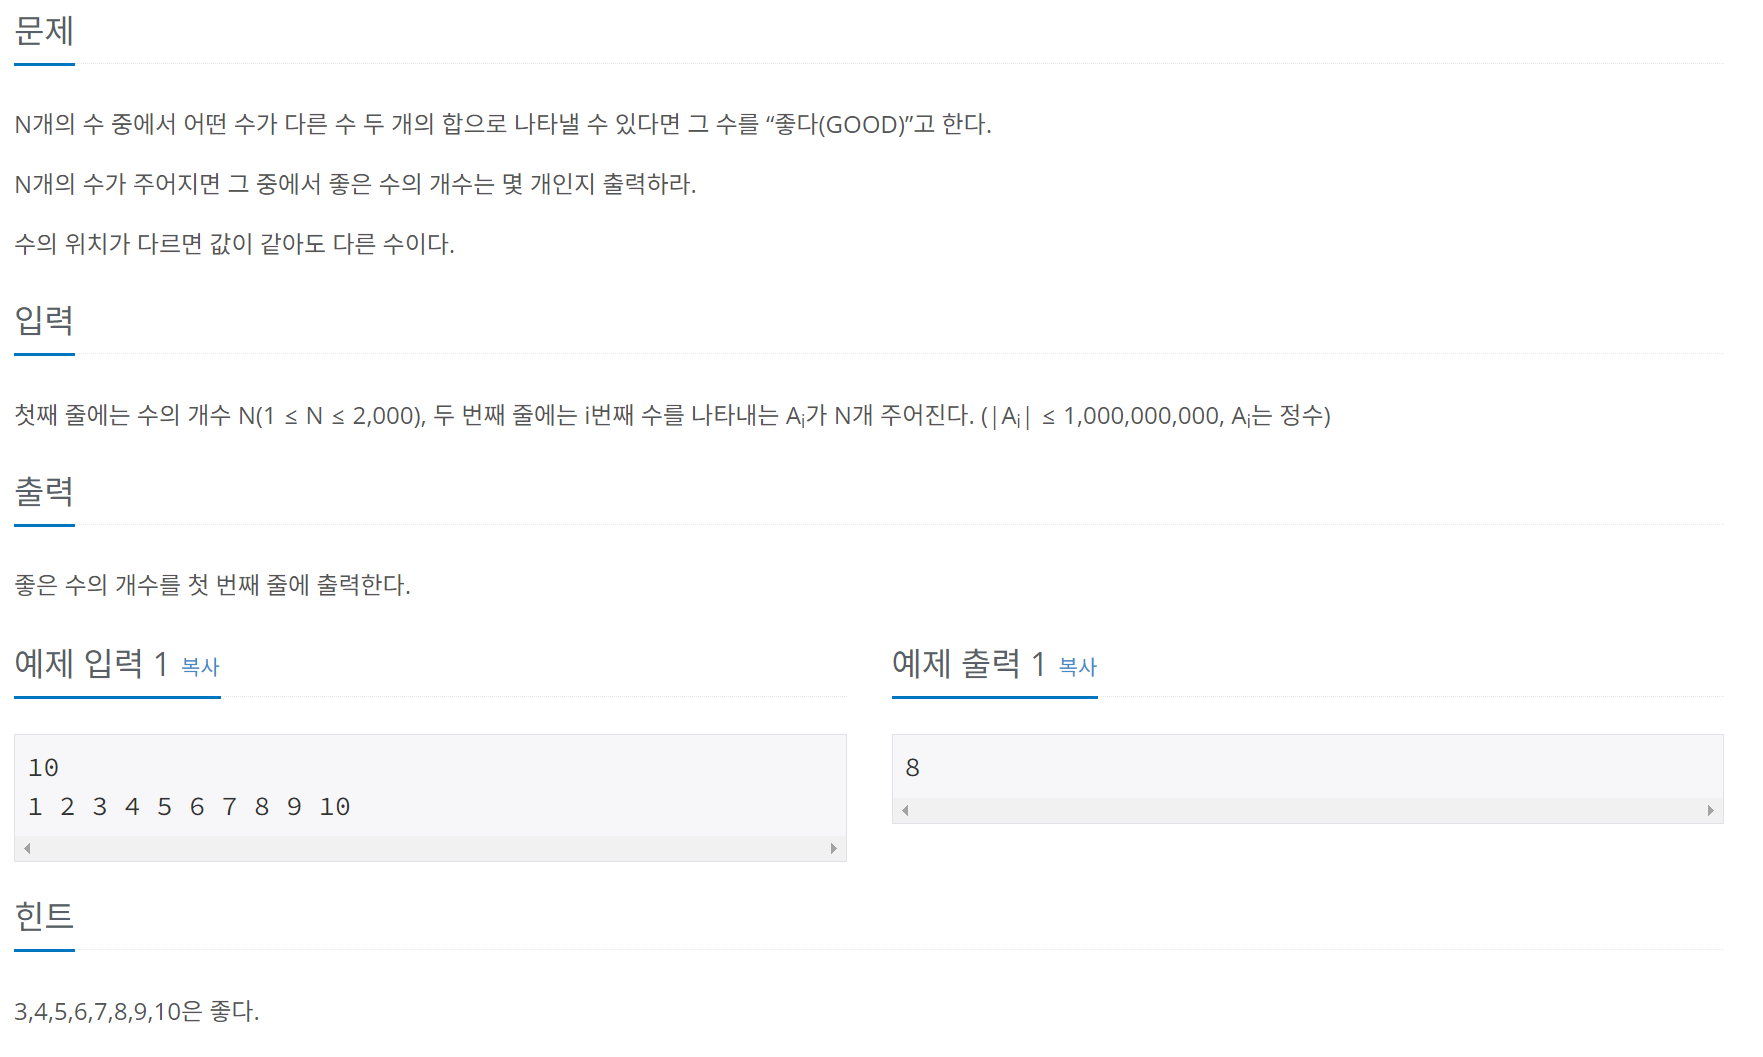 문제
N개의 수 중에서 어떤 수가 다른 수 두 개의 합으로 나타낼 수 있다면 그 수를 “좋다(GOOD)”고 한다.
N개의 수가 주어지면 그 중에서 좋은 수의 개수는 몇 개인지 출력하라.
수의 위치가 다르면 값이 같아도 다른 수이다.
입력
첫째 줄에는 수의 개수 N(1 ≤ N ≤ 2,000), 두 번째 줄에는 i번째 수를 나타내는 Aᵢ가 N개 주어진다. (|Aᵢ| ≤ 1,000,000,000, Aᵢ는 정수)
출력
좋은 수의 개수를 첫 번째 줄에 출력한다.
예제 입력 1 복사
10
1 2 3 4 5 6 7 8 9 10
예제 출력 1 복사
8
힌트
3,4,5,6,7,8,9,10은 좋다.